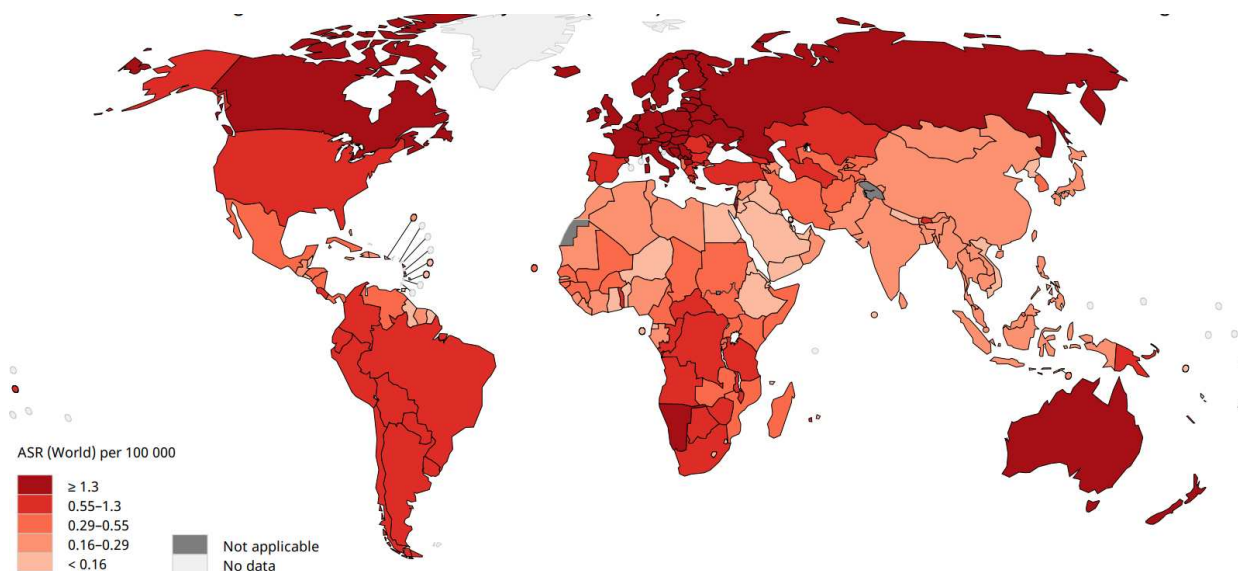 ASR (World) per 100 000
≥ 1.3
0.55–1.3
0.29–0.55
0.16–0.29
< 0.16
Not applicable
No data